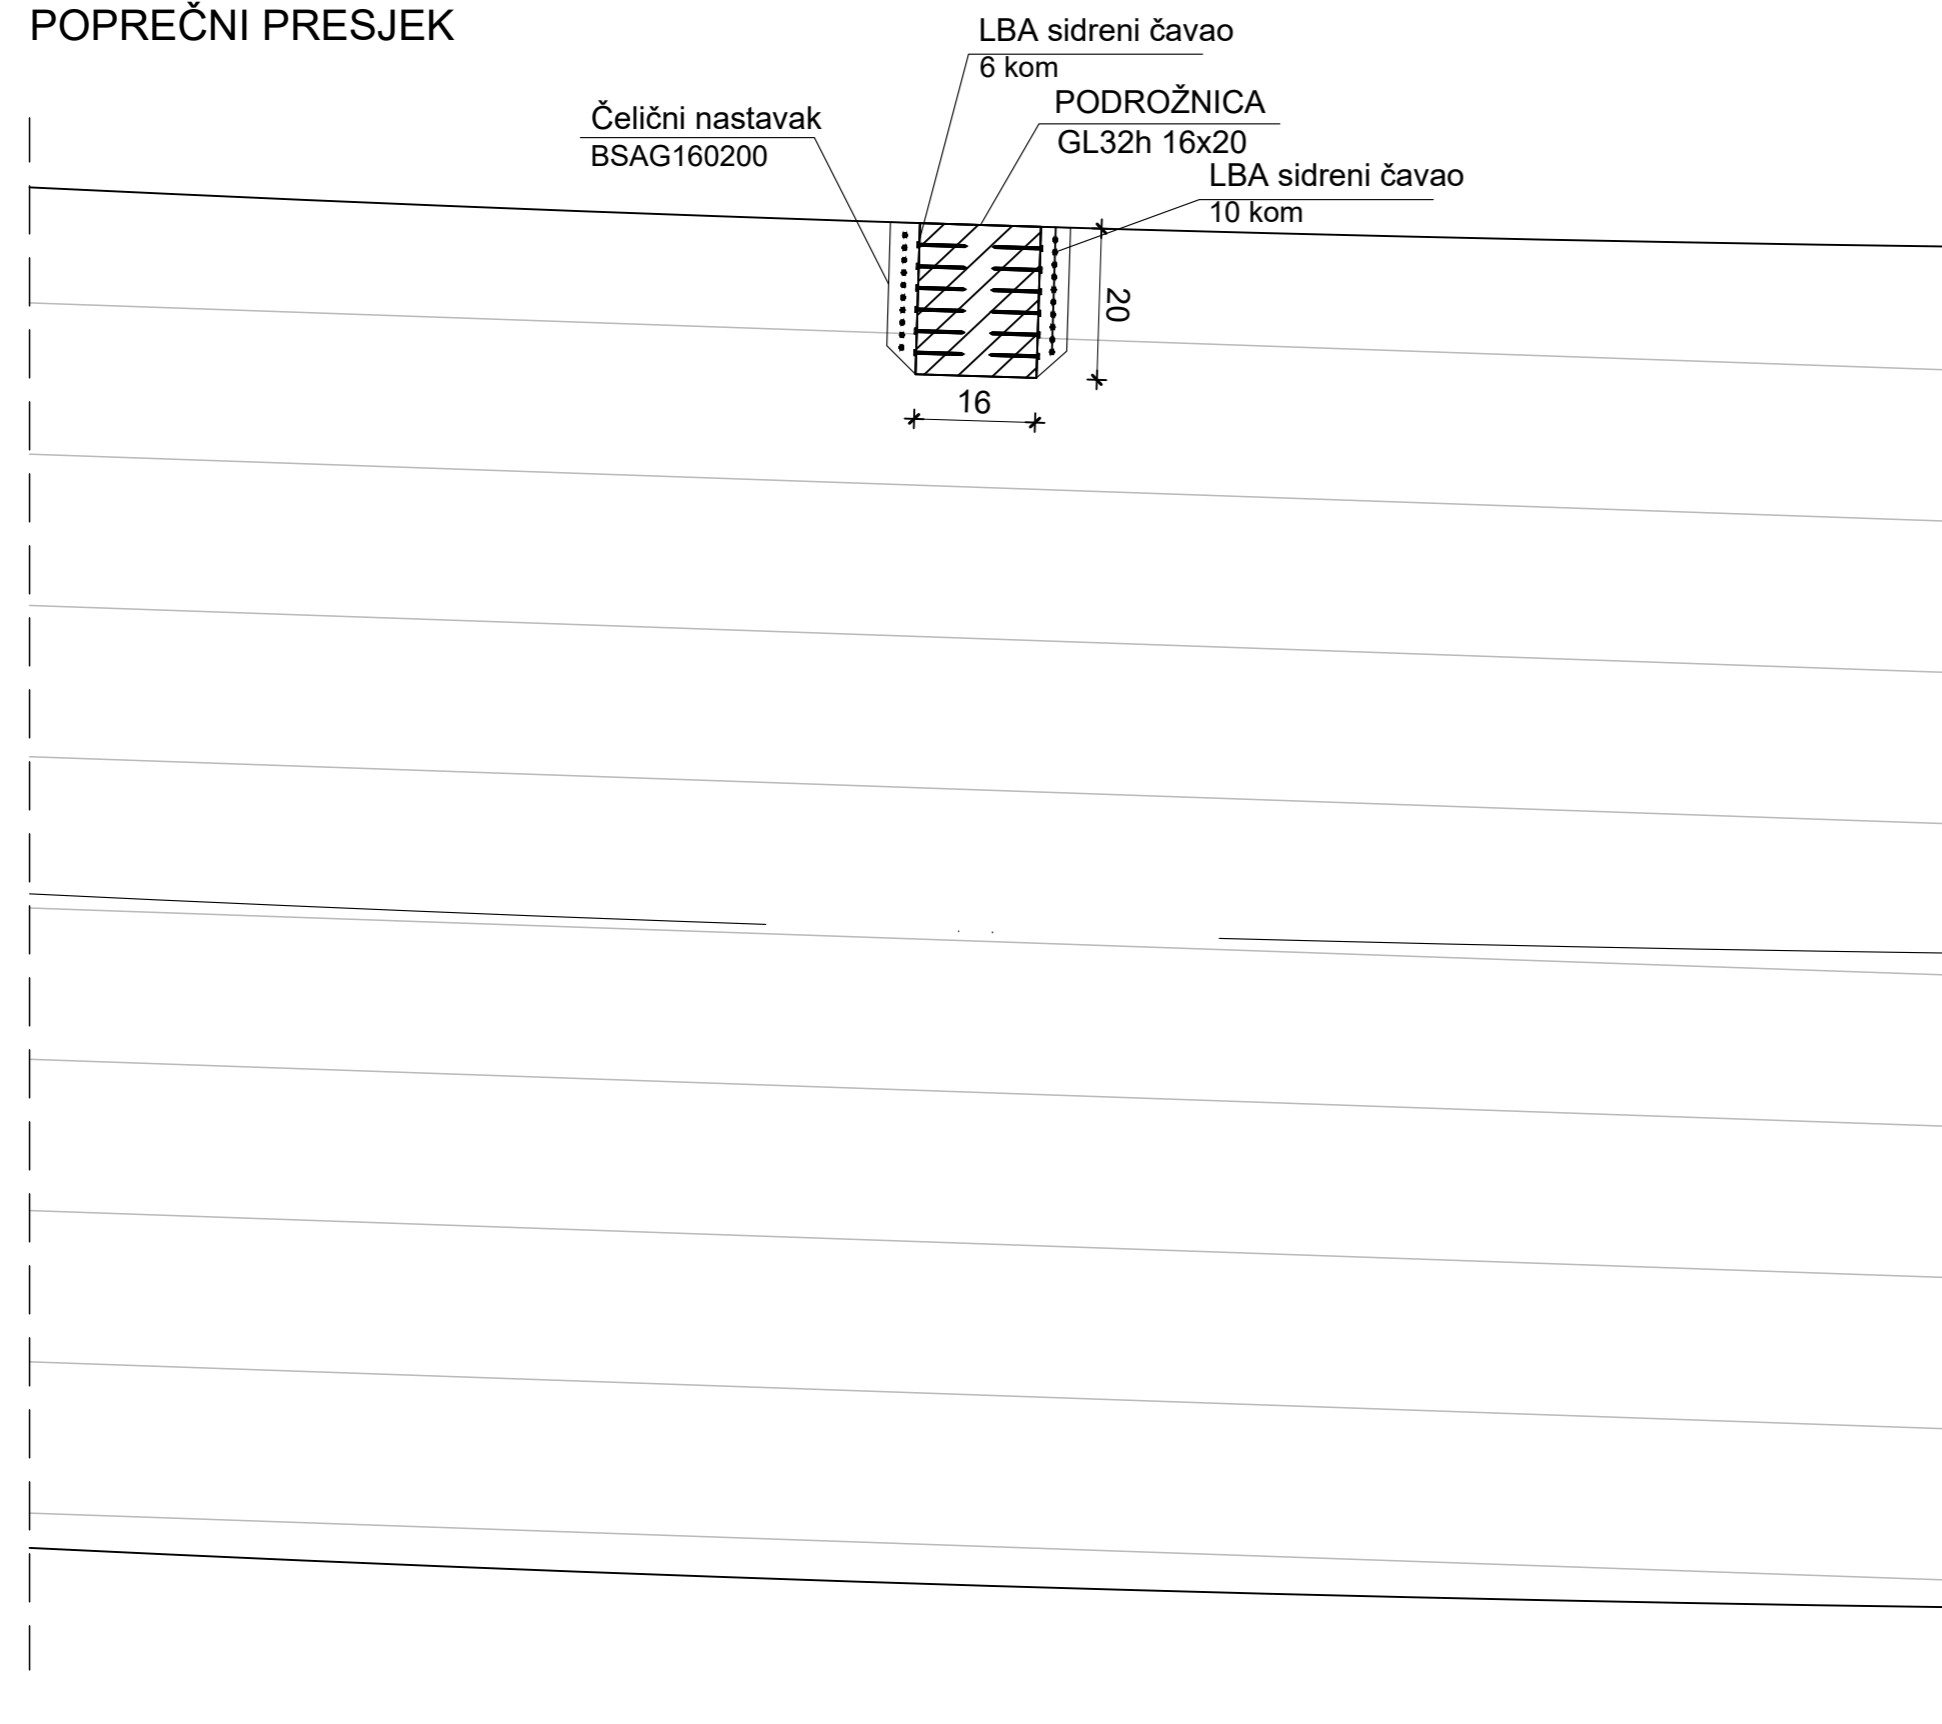 POPREČNI PRESJEK
LBA sidreni čavao
6 kom
Čelični nastavak
BSAG160200
PODROŽNICA
GL32h 16x20
LBA sidreni čavao
10 kom
20
16